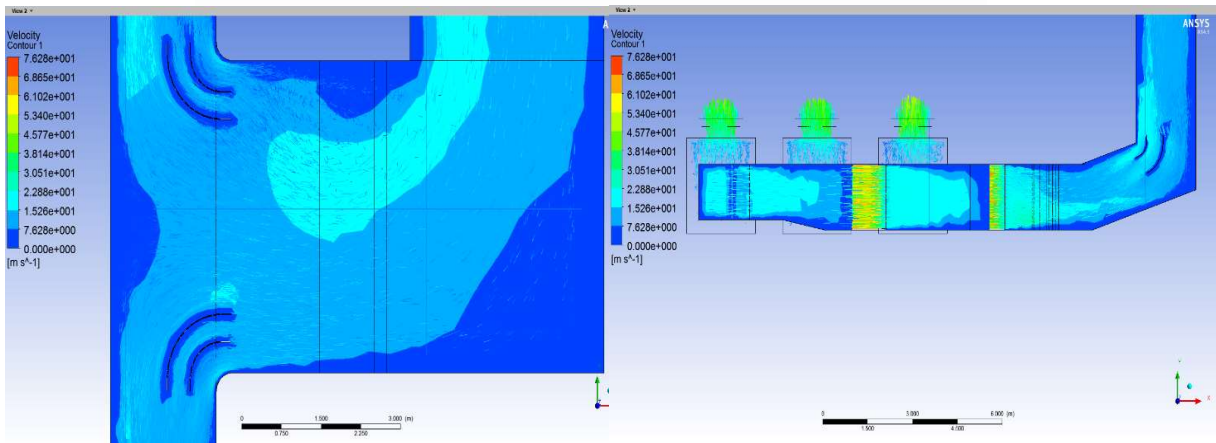 View 2
Velocity
Contour 1
7.628e+001
6.865e+001
6.102e+001
5.340e+001
4.577e+001
3.814e+001
3.051e+001
2.288e+001
1.526e+001
7.628e+000
0.000e+000
[m s^-1]
0
1.500
3.000 (m)
0.750
2.250
View 2
ANSYS
Velocity
Contour 1
7.628e+001
6.865e+001
6.102e+001
5.340e+001
4.577e+001
3.814e+001
3.051e+001
2.288e+001
1.526e+001
7.628e+000
0.000e+000
[m s^-1]
0
3.000
6.000 (m)
1.500